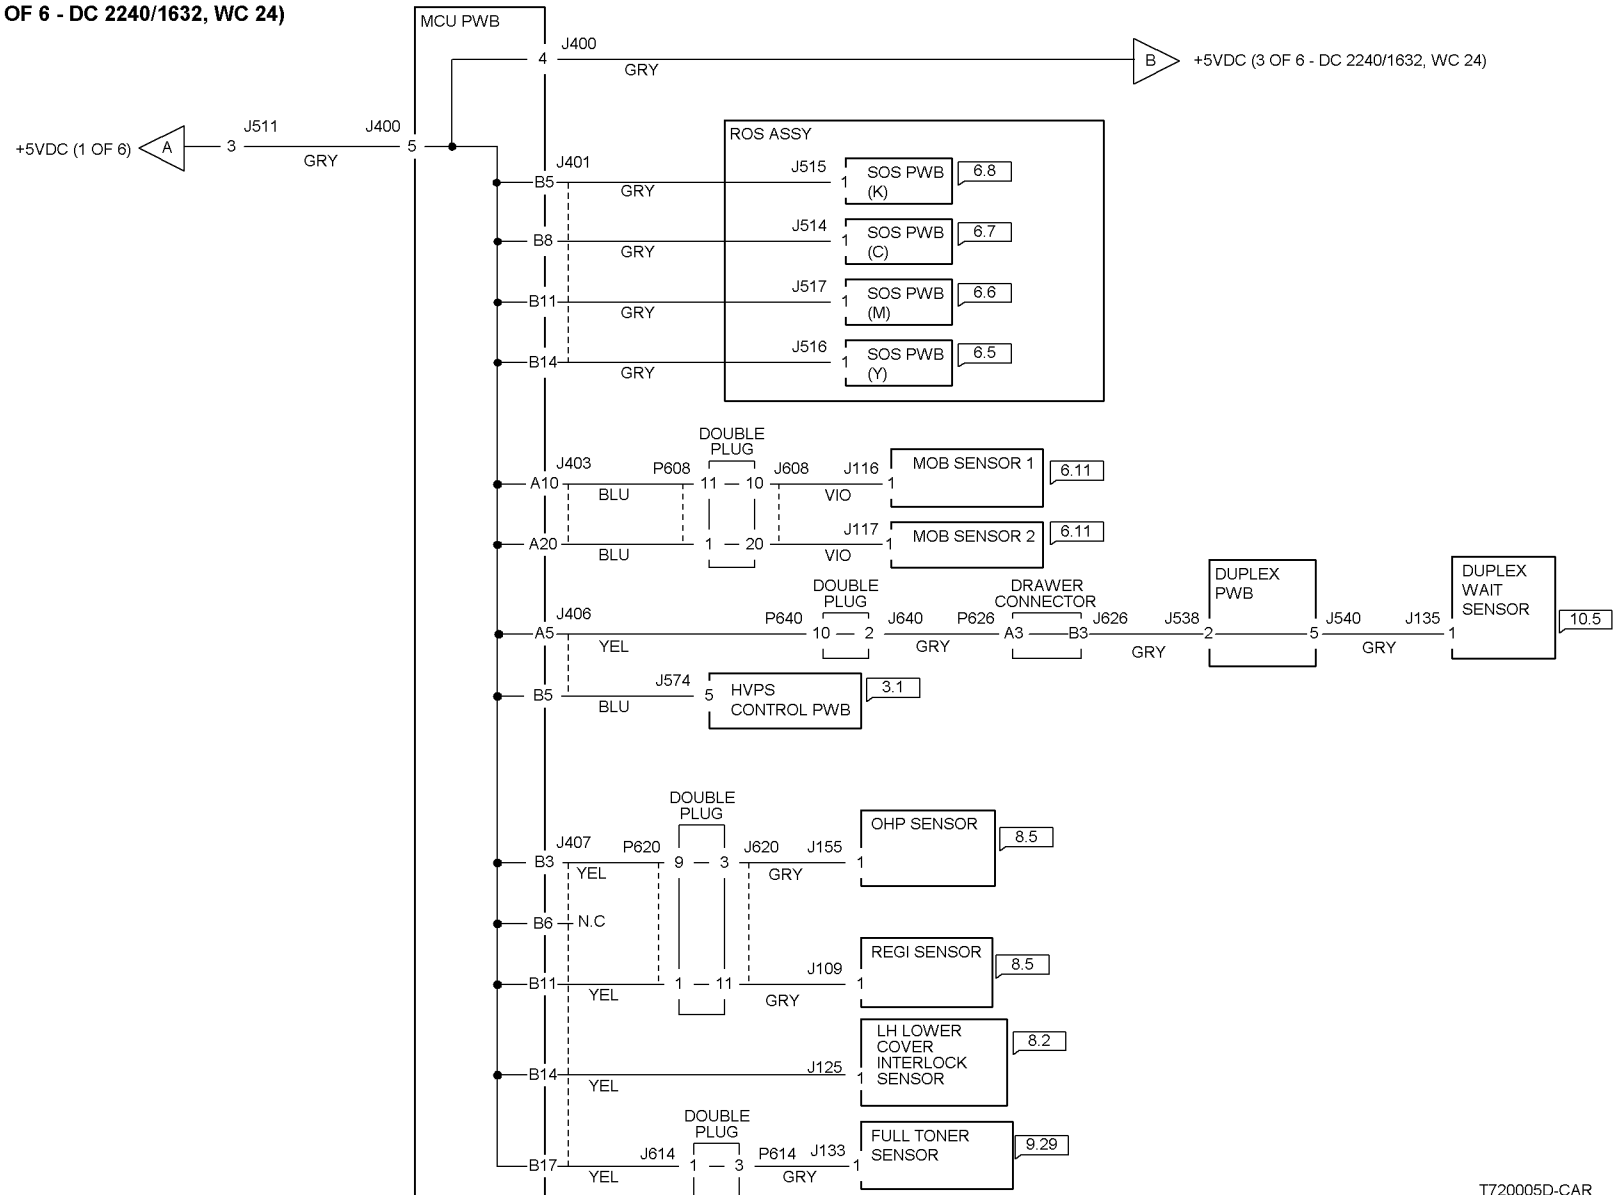 OF 6 - DC 2240/1632, WC 24)
MCU PWB
J400
4
GRY
B
+5VDC (3 OF 6 - DC 2240/1632, WC 24)
+5VDC (1 OF 6)
A
3
J511
GRY
J400
5
ROS ASSY
J401
B5
GRY
J515
1
SOS PWB
(K)
6.8
B8
GRY
J514
1
SOS PWB
(C)
6.7
B11
GRY
J517
1
SOS PWB
(M)
6.6
B14
GRY
J516
1
SOS PWB
(Y)
6.5
DOUBLE
PLUG
J403
A10
BLU
P608
11
10
J608
J116
VIO
1
MOB SENSOR 1
6.11
A20
BLU
1
20
J117
VIO
1
MOB SENSOR 2
6.11
DOUBLE
PLUG
DRAWER
CONNECTOR
J406
A5
YEL
P640
10
2
J640
GRY
P626
A3
B3
J626
GRY
J538
2
DUPLEX
PWB
5
J540
GRY
J135
1
DUPLEX
WAIT
SENSOR
10.5
B5
BLU
J574
5
HVPS
CONTROL PWB
3.1
DOUBLE
PLUG
J407
B3
YEL
P620
9
3
J620
GRY
J155
1
OHP SENSOR
8.5
B6
N.C
B11
YEL
1
11
GRY
J109
1
REGI SENSOR
8.5
B14
YEL
J125
1
LH LOWER
COVER
INTERLOCK
SENSOR
8.2
DOUBLE
PLUG
B17
YEL
J614
1
3
P614
GRY
J133
1
FULL TONER
SENSOR
9.29
T720005D-CAR